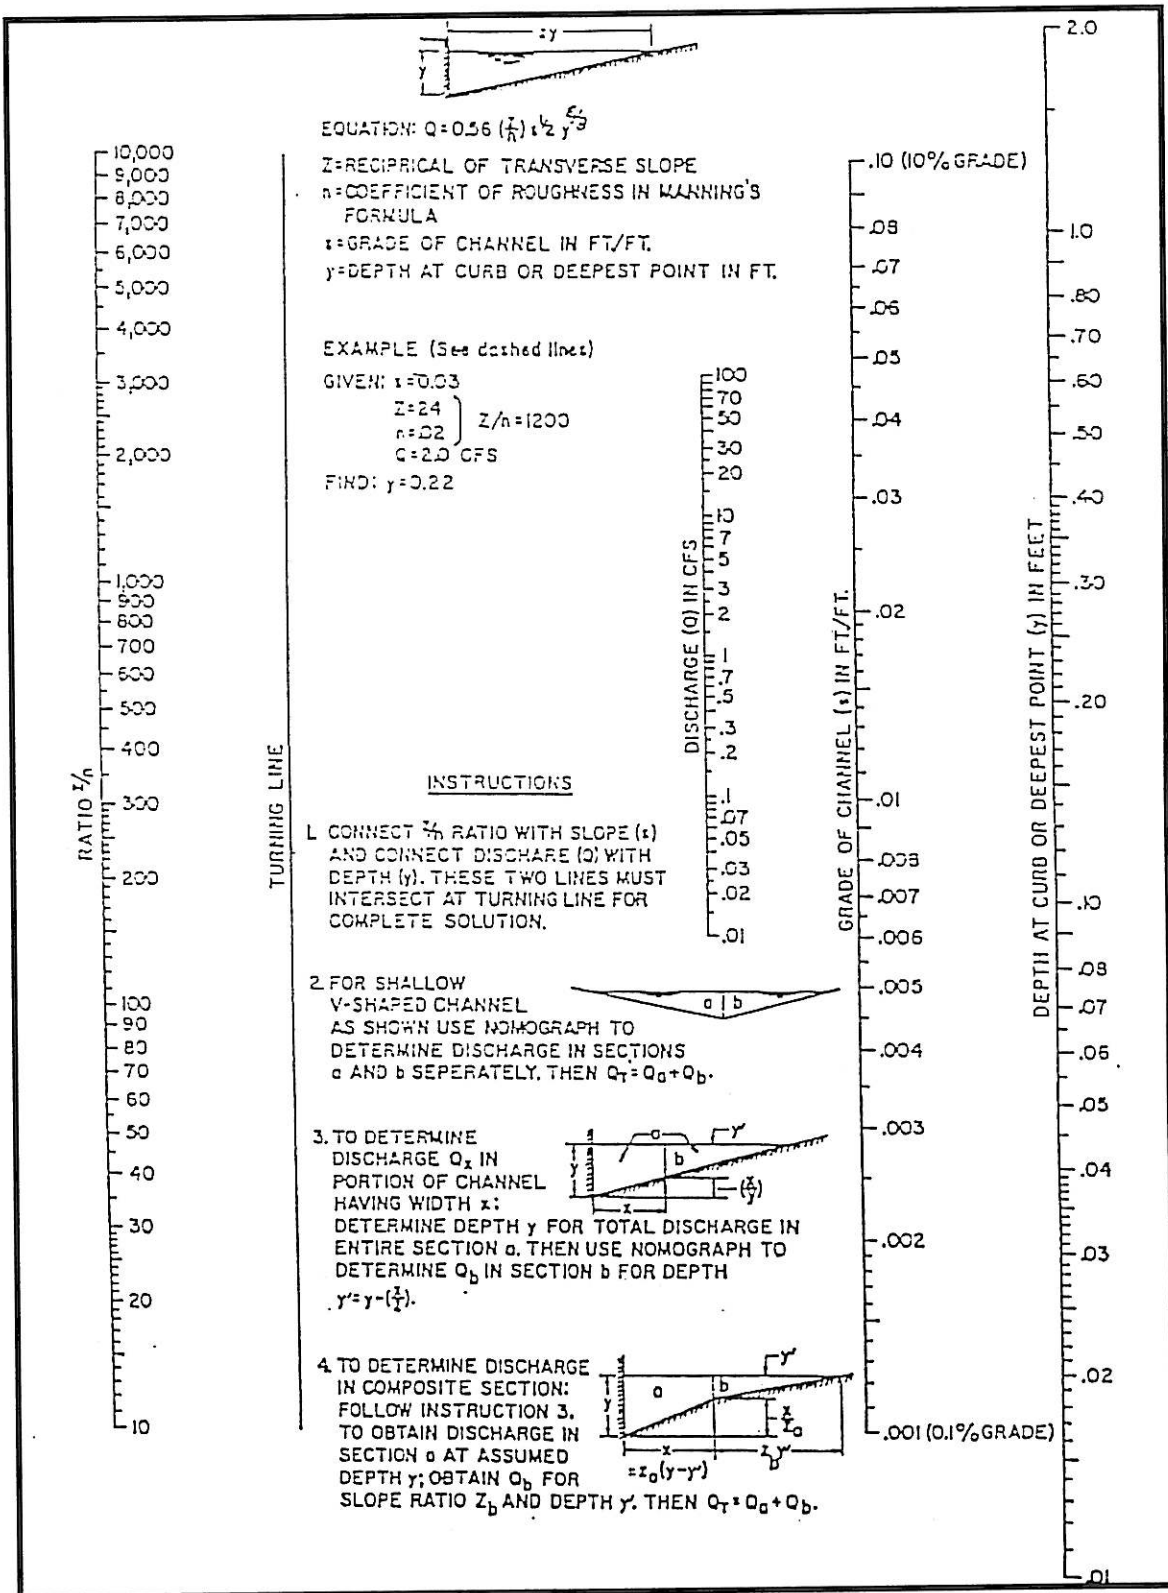 zy
y
EQUATION: Q=0.56 (Z/n) s^1/2 y^8/3
Z=RECIPRICAL OF TRANSVERSE SLOPE
n=COEFFICIENT OF ROUGHNESS IN MANNING'S
FORMULA
s=GRADE OF CHANNEL IN FT./FT.
y=DEPTH AT CURB OR DEEPEST POINT IN FT.
EXAMPLE (See dashed lines)
GIVEN: s=0.03
Z=24
n=.02
Z/n=1200
Q=2.0 CFS
FIND: y=0.22
RATIO Z/n
10,000
9,000
8,000
7,000
6,000
5,000
4,000
3,000
2,000
1,000
900
800
700
600
500
400
300
200
100
90
80
70
60
50
40
30
20
10
TURNING LINE
DISCHARGE (Q) IN CFS
100
70
50
30
20
10
7
5
3
2
1
.7
.5
.3
.2
.1
.07
.05
.03
.02
.01
GRADE OF CHANNEL (s) IN FT./FT.
.10 (10% GRADE)
.08
.07
.06
.05
.04
.03
.02
.01
.008
.007
.006
.005
.004
.003
.002
.001 (0.1% GRADE)
DEPTH AT CURB OR DEEPEST POINT (y) IN FEET
2.0
1.0
.80
.70
.60
.50
.40
.30
.20
.10
.08
.07
.06
.05
.04
.03
.02
.01
INSTRUCTIONS
1. CONNECT Z/n RATIO WITH SLOPE (s)
AND CONNECT DISCHARE (Q) WITH
DEPTH (y). THESE TWO LINES MUST
INTERSECT AT TURNING LINE FOR
COMPLETE SOLUTION.
2. FOR SHALLOW
V-SHAPED CHANNEL
AS SHOWN USE NOMOGRAPH TO
DETERMINE DISCHARGE IN SECTIONS
a AND b SEPERATELY. THEN QT=Qa+Qb.
a b
3. TO DETERMINE
DISCHARGE Qx IN
PORTION OF CHANNEL
HAVING WIDTH x:
DETERMINE DEPTH y FOR TOTAL DISCHARGE IN
ENTIRE SECTION a. THEN USE NOMOGRAPH TO
DETERMINE Qb IN SECTION b FOR DEPTH
y'=y-(x/z).
a
y'
y
b
x
(x/y)
4. TO DETERMINE DISCHARGE
IN COMPOSITE SECTION:
FOLLOW INSTRUCTION 3.
TO OBTAIN DISCHARGE IN
SECTION a AT ASSUMED
DEPTH y; OBTAIN Qb FOR
SLOPE RATIO Zb AND DEPTH y'. THEN QT=Qa+Qb.
y'
y
a
b
x/Za
x
Zb y'
=za(y-y')